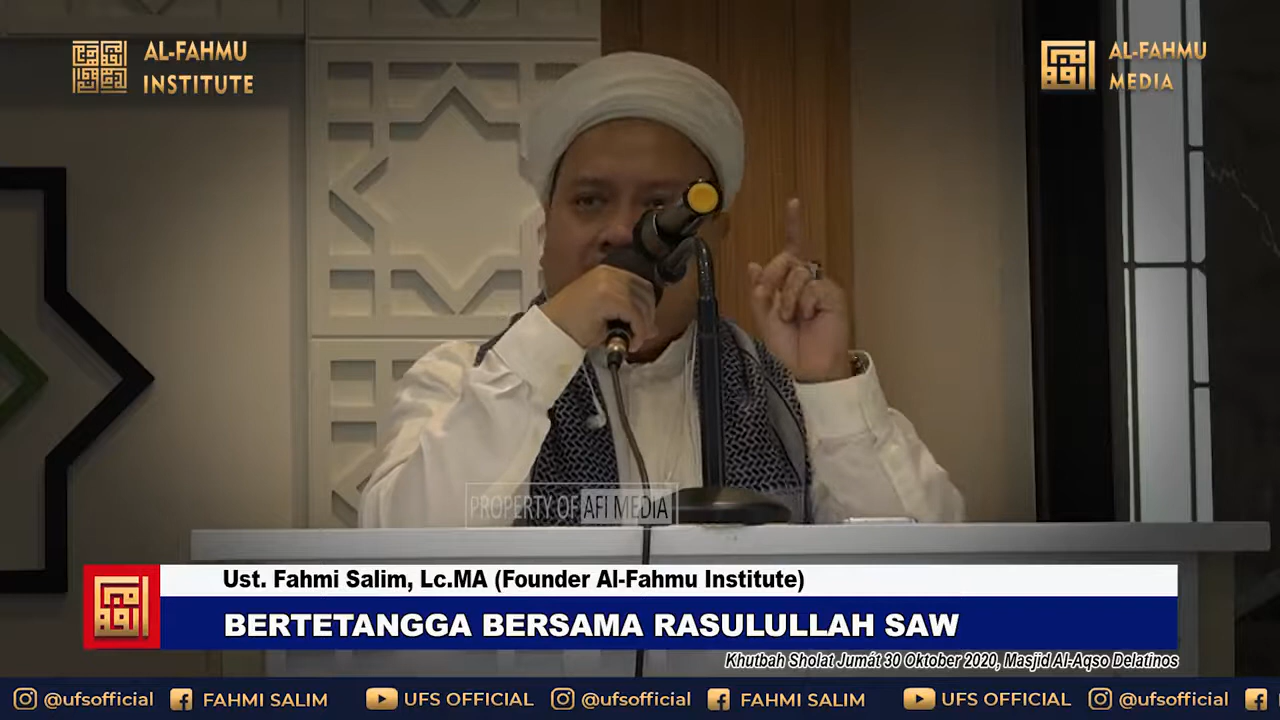 AL-FAHMU
INSTITUTE
AL-FAHMU
MEDIA
PROPERTY OF AFI MEDIA
Ust. Fahmi Salim, Lc.MA (Founder Al-Fahmu Institute)
BERTETANGGA BERSAMA RASULULLAH SAW
Khutbah Sholat Jumát 30 Oktober 2020, Masjid Al-Aqso Delatinos
@ufsofficial FAHMI SALIM UFS OFFICIAL @ufsofficial FAHMI SALIM UFS OFFICIAL @ufsofficial